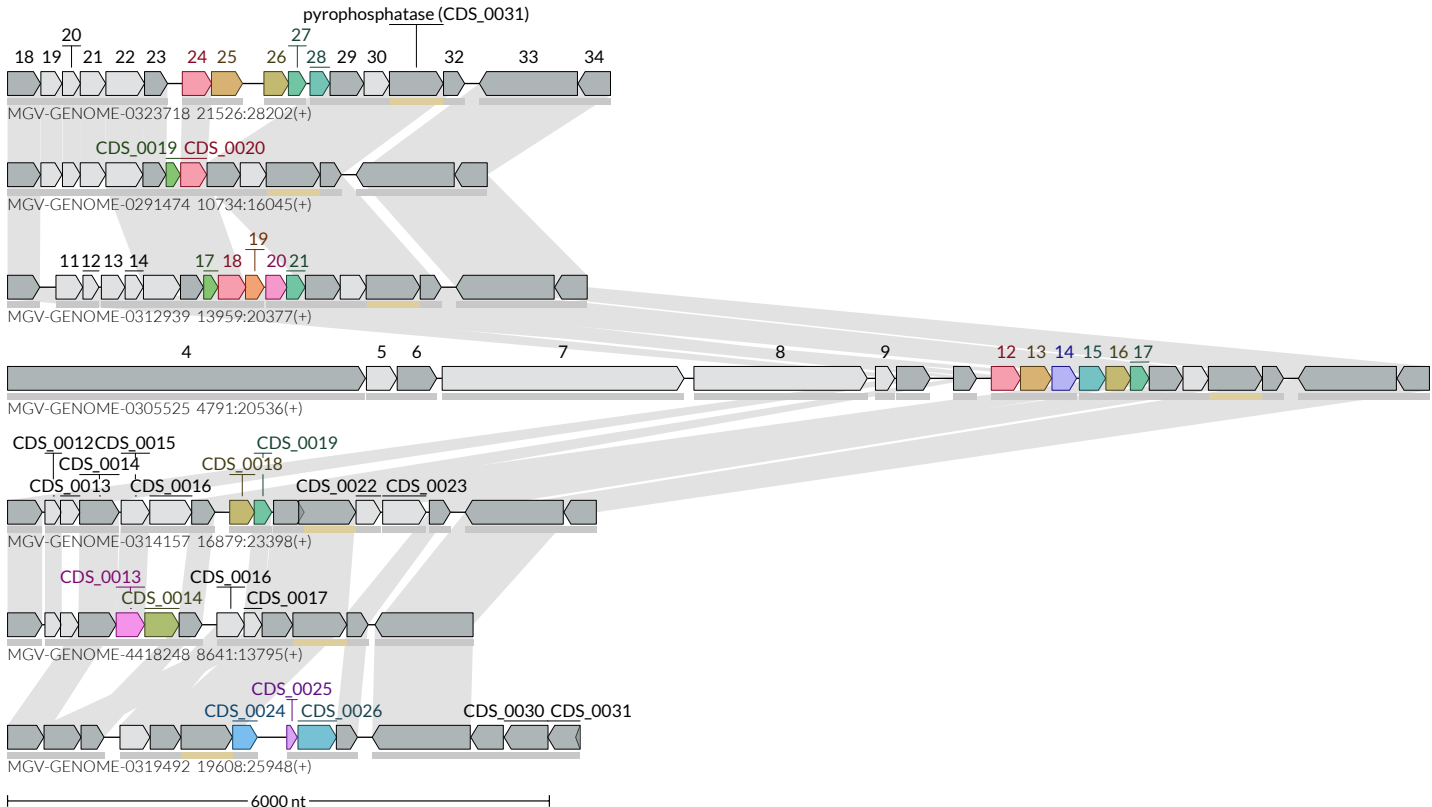 pyrophosphatase (CDS_0031)
20 27
18 19 21 22 23 24 25 26 28 29 30 32 33 34
MGV-GENOME-0323718 21526:28202(+)
CDS_0019 CDS_0020
MGV-GENOME-0291474 10734:16045(+)
19
11 12 13 14 17 18 20 21
MGV-GENOME-0312939 13959:20377(+)
4 5 6 7 8 9 12 13 14 15 16 17
MGV-GENOME-0305525 4791:20536(+)
CDS_0012 CDS_0015 CDS_0019
CDS_0014 CDS_0018
CDS_0013 CDS_0016 CDS_0022 CDS_0023
MGV-GENOME-0314157 16879:23398(+)
CDS_0013 CDS_0016
CDS_0014 CDS_0017
MGV-GENOME-4418248 8641:13795(+)
CDS_0025
CDS_0024 CDS_0026 CDS_0030 CDS_0031
MGV-GENOME-0319492 19608:25948(+)
6000 nt